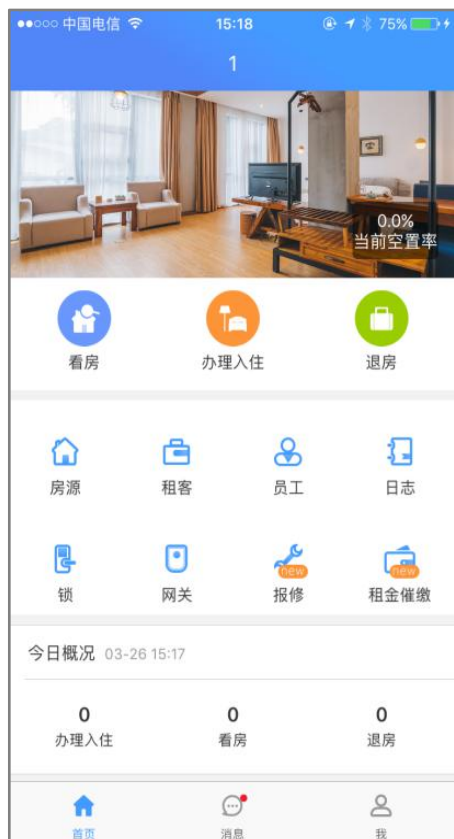 中国电信 15:18 75%
1
0.0%
当前空置率
看房 办理入住 退房
房源 租客 员工 日志
new new
锁 网关 报修 租金催缴
今日概况 03-26 15:17
0 0 0
办理入住 看房 退房
首页 消息 我